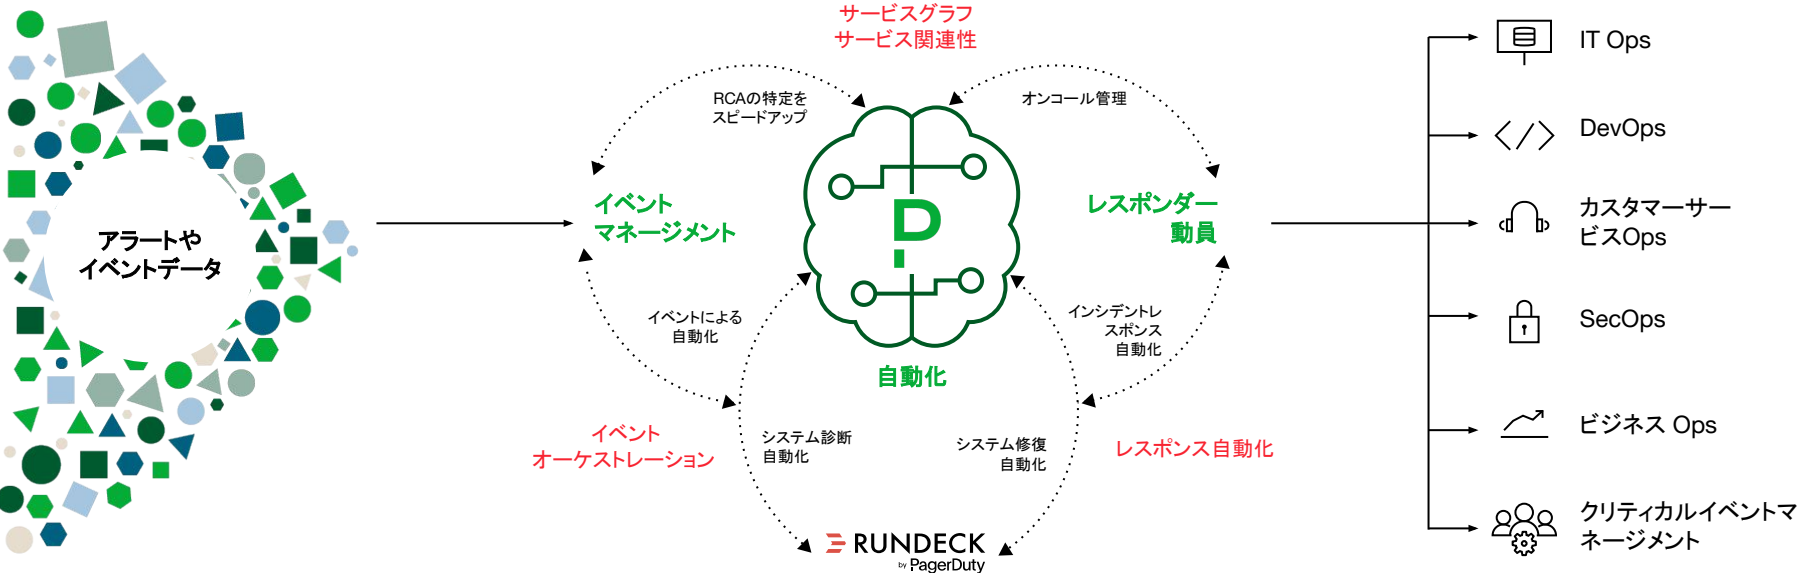 アラートや
イベントデータ
サービスグラフ
サービス関連性
RCAの特定を
スピードアップ
オンコール管理
イベント
マネージメント
P
レスポンダー
動員
イベントによる
自動化
インシデントレ
スポンス
自動化
自動化
イベント
オーケストレーション
システム診断
自動化
システム修復
自動化
レスポンス自動化
RUNDECK
by PagerDuty
IT Ops
DevOps
カスタマーサー
ビスOps
SecOps
ビジネス Ops
クリティカルイベントマ
ネージメント